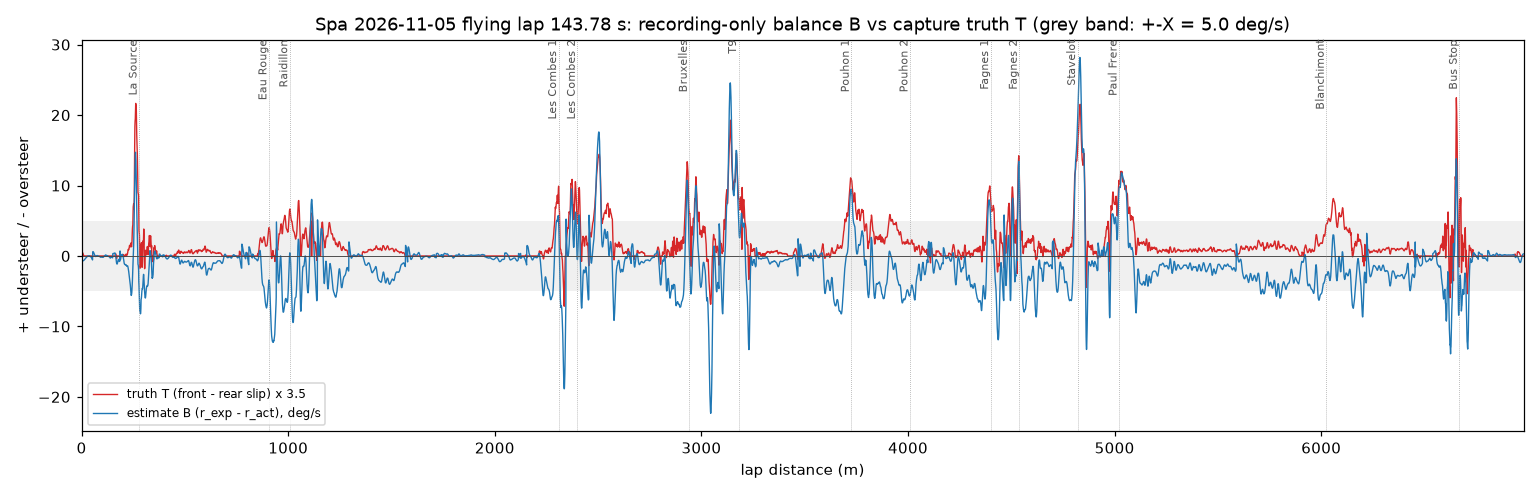 Spa 2026-11-05 flying lap 143.78 s: recording-only balance B vs capture truth T (grey band: +-X = 5.0 deg/s)
+ understeer / - oversteer
30
20
10
0
−10
−20
La Source
Eau Rouge
Raidillon
Les Combes 1
Les Combes 2
Bruxelles
T9
Pouhon 1
Pouhon 2
Fagnes 1
Fagnes 2
Stavelot
Paul Frere
Blanchimont
Bus Stop
truth T (front - rear slip) x 3.5
estimate B (r_exp - r_act), deg/s
0
1000
2000
3000
4000
5000
6000
lap distance (m)